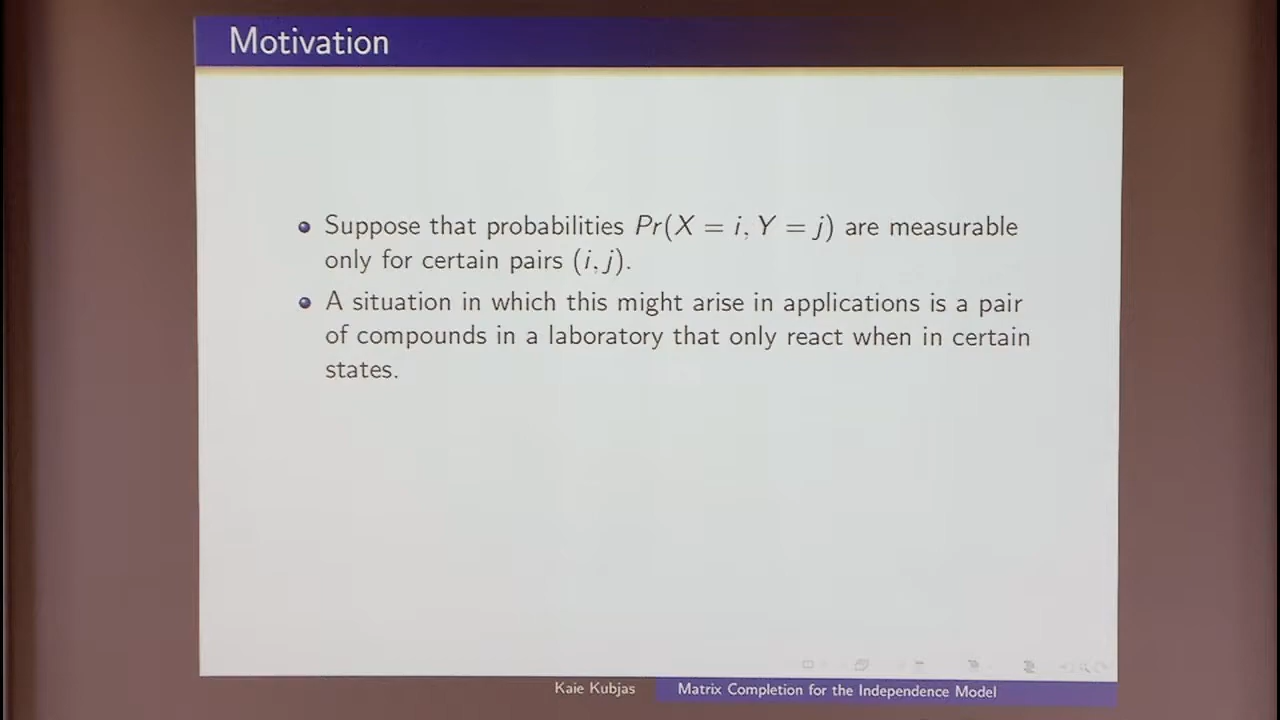 Motivation
Suppose that probabilities Pr(X = i, Y = j) are measurable
only for certain pairs (i, j).
A situation in which this might arise in applications is a pair
of compounds in a laboratory that only react when in certain
states.
Kaie Kubjas
Matrix Completion for the Independence Model